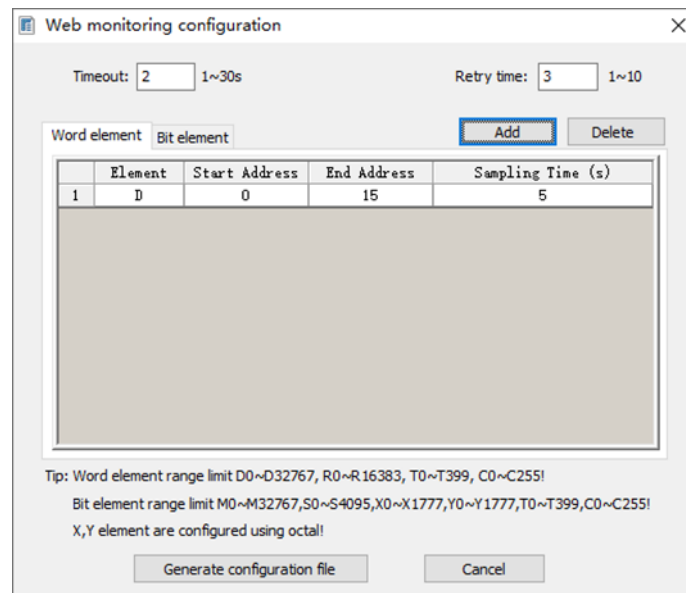 Web monitoring configuration
Timeout: 2 1~30s Retry time: 3 1~10
Word element Bit element Add Delete
Element Start Address End Address Sampling Time (s)
1 D 0 15 5
Tip: Word element range limit D0~D32767, R0~R16383, T0~T399, C0~C255!
Bit element range limit M0~M32767,S0~S4095,X0~X1777,Y0~Y1777,T0~T399,C0~C255!
X,Y element are configured using octal!
Generate configuration file Cancel